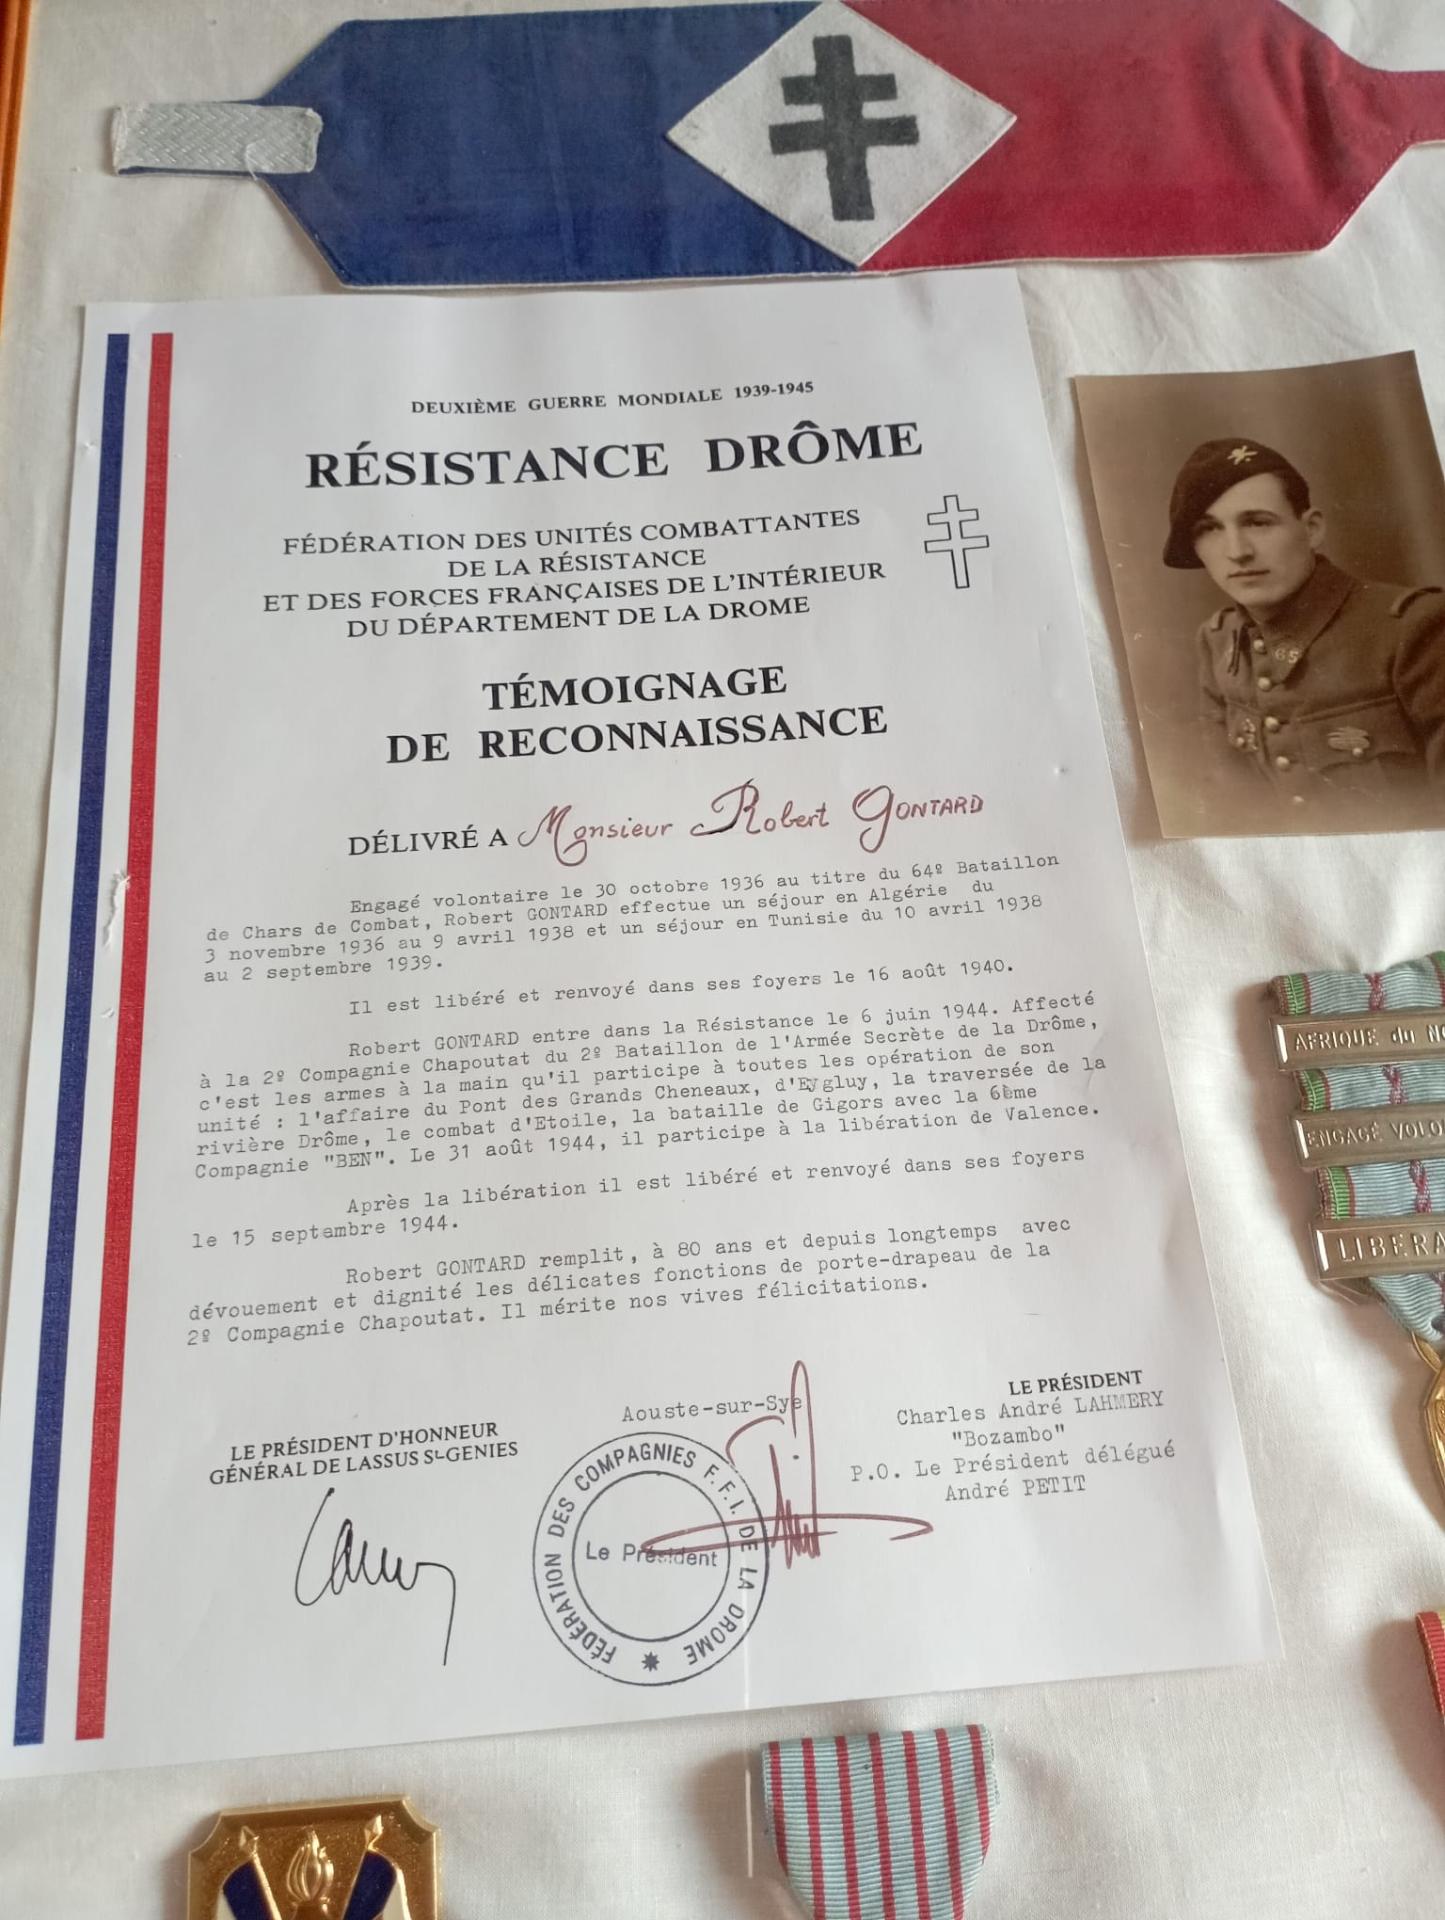 DEUXIÈME GUERRE MONDIALE 1939-1945
RÉSISTANCE DRÔME
FÉDÉRATION DES UNITÉS COMBATTANTES
DE LA RÉSISTANCE
ET DES FORCES FRANÇAISES DE L'INTÉRIEUR
DU DÉPARTEMENT DE LA DROME
TÉMOIGNAGE
DE RECONNAISSANCE
DÉLIVRÉ A Monsieur Robert GONTARD
Engagé volontaire le 30 octobre 1936 au titre du 64º Bataillon
de Chars de Combat, Robert GONTARD effectue un séjour en Algérie du
3 novembre 1936 au 9 avril 1938 et un séjour en Tunisie du 10 avril 1938
au 2 septembre 1939.
Il est libéré et renvoyé dans ses foyers le 16 août 1940.
Robert GONTARD entre dans la Résistance le 6 juin 1944. Affecté
à la 2º Compagnie Chapoutat du 2º Bataillon de l'Armée Secrète de la Drôme,
c'est les armes à la main qu'il participe à toutes les opération de son
unité : l'affaire du Pont des Grands Cheneaux, d'Eygluy, la traversée de la
rivière Drôme, le combat d'Etoile, la bataille de Gigors avec la 6ème
Compagnie "BEN". Le 31 août 1944, il participe à la libération de Valence.
Après la libération il est libéré et renvoyé dans ses foyers
le 15 septembre 1944.
Robert GONTARD remplit, à 80 ans et depuis longtemps avec
dévouement et dignité les délicates fonctions de porte-drapeau de la
2º Compagnie Chapoutat. Il mérite nos vives félicitations.
LE PRÉSIDENT D'HONNEUR
GÉNÉRAL DE LASSUS St-GENIES
Aouste-sur-Sye
LE PRÉSIDENT
Charles André LAHMERY
"Bozambo"
P.O. Le Président délégué
André PETIT
FÉDÉRATION DES COMPAGNIES F.F.I. DE LA DROME
Le Président
65
AFRIQUE du NO
ENGAGÉ VOLO
LIBÉRA